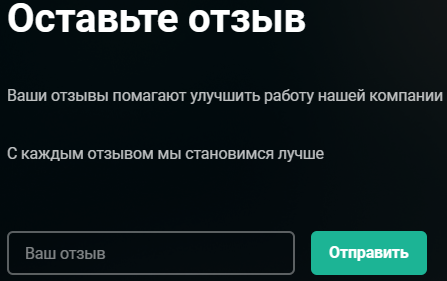 Оставьте отзыв
Ваши отзывы помагают улучшить работу нашей компании
С каждым отзывом мы становимся лучше
Ваш отзыв
Отправить